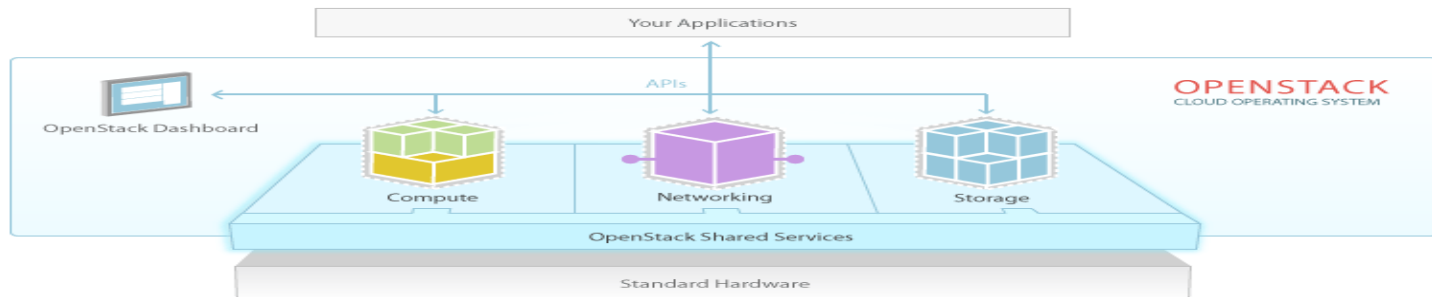 Your Applications
APIs
OPENSTACK
CLOUD OPERATING SYSTEM
OpenStack Dashboard
Compute
Networking
Storage
OpenStack Shared Services
Standard Hardware